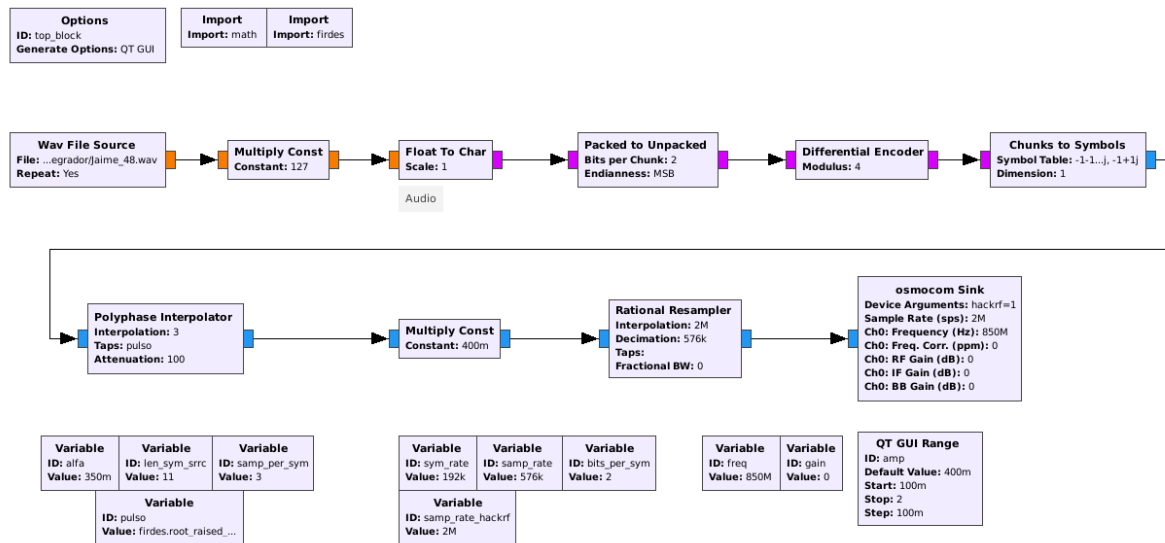 Options
ID: top_block
Generate Options: QT GUI
Import
Import: math
Import
Import: firdes
Wav File Source
File: ...egrador/Jaime_48.wav
Repeat: Yes
Multiply Const
Constant: 127
Float To Char
Scale: 1
Audio
Packed to Unpacked
Bits per Chunk: 2
Endianness: MSB
Differential Encoder
Modulus: 4
Chunks to Symbols
Symbol Table: -1-1...j, -1+1j
Dimension: 1
Polyphase Interpolator
Interpolation: 3
Taps: pulso
Attenuation: 100
Multiply Const
Constant: 400m
Rational Resampler
Interpolation: 2M
Decimation: 576k
Taps:
Fractional BW: 0
osmocom Sink
Device Arguments: hackrf=1
Sample Rate (sps): 2M
Ch0: Frequency (Hz): 850M
Ch0: Freq. Corr. (ppm): 0
Ch0: RF Gain (dB): 0
Ch0: IF Gain (dB): 0
Ch0: BB Gain (dB): 0
Variable
ID: alfa
Value: 350m
Variable
ID: len_sym_srrc
Value: 11
Variable
ID: samp_per_sym
Value: 3
Variable
ID: pulso
Value: firdes.root_raised_...
Variable
ID: sym_rate
Value: 192k
Variable
ID: samp_rate
Value: 576k
Variable
ID: bits_per_sym
Value: 2
Variable
ID: samp_rate_hackrf
Value: 2M
Variable
ID: freq
Value: 850M
Variable
ID: gain
Value: 0
QT GUI Range
ID: amp
Default Value: 400m
Start: 100m
Stop: 2
Step: 100m